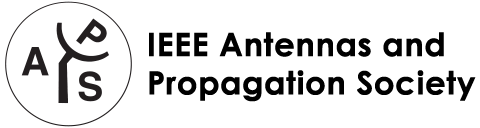 A P S
IEEE Antennas and
Propagation Society